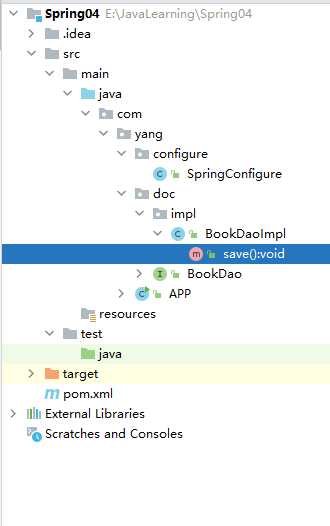 Spring04 E:\JavaLearning\Spring04
.idea
src
main
java
com
yang
configure
C SpringConfigure
doc
impl
C BookDaoImpl
m save():void
I BookDao
C APP
resources
test
java
target
m pom.xml
External Libraries
Scratches and Consoles